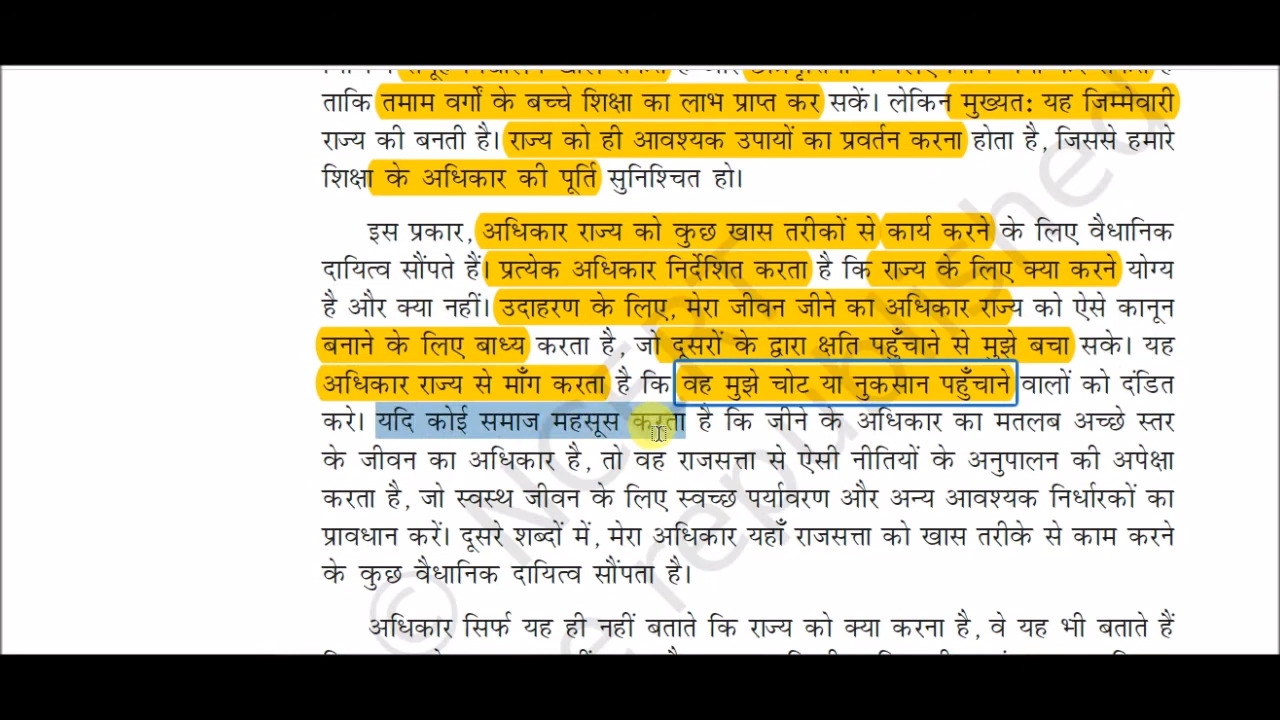 ताकि तमाम वर्गों के बच्चे शिक्षा का लाभ प्राप्त कर सकें। लेकिन मुख्यत: यह जिम्मेवारी
राज्य की बनती है। राज्य को ही आवश्यक उपायों का प्रवर्तन करना होता है, जिससे हमारे
शिक्षा के अधिकार की पूर्ति सुनिश्चित हो।
इस प्रकार, अधिकार राज्य को कुछ खास तरीकों से कार्य करने के लिए वैधानिक
दायित्व सौंपते हैं। प्रत्येक अधिकार निर्देशित करता है कि राज्य के लिए क्या करने योग्य
है और क्या नहीं। उदाहरण के लिए, मेरा जीवन जीने का अधिकार राज्य को ऐसे कानून
बनाने के लिए बाध्य करता है, जो दूसरों के द्वारा क्षति पहुँचाने से मुझे बचा सके। यह
अधिकार राज्य से माँग करता है कि वह मुझे चोट या नुकसान पहुँचाने वालों को दंडित
करे। यदि कोई समाज महसूस करता है कि जीने के अधिकार का मतलब अच्छे स्तर
के जीवन का अधिकार है, तो वह राजसत्ता से ऐसी नीतियों के अनुपालन की अपेक्षा
करता है, जो स्वस्थ जीवन के लिए स्वच्छ पर्यावरण और अन्य आवश्यक निर्धारकों का
प्रावधान करें। दूसरे शब्दों में, मेरा अधिकार यहाँ राजसत्ता को खास तरीके से काम करने
के कुछ वैधानिक दायित्व सौंपता है।
अधिकार सिर्फ यह ही नहीं बताते कि राज्य को क्या करना है, वे यह भी बताते हैं
© NCERT
republished